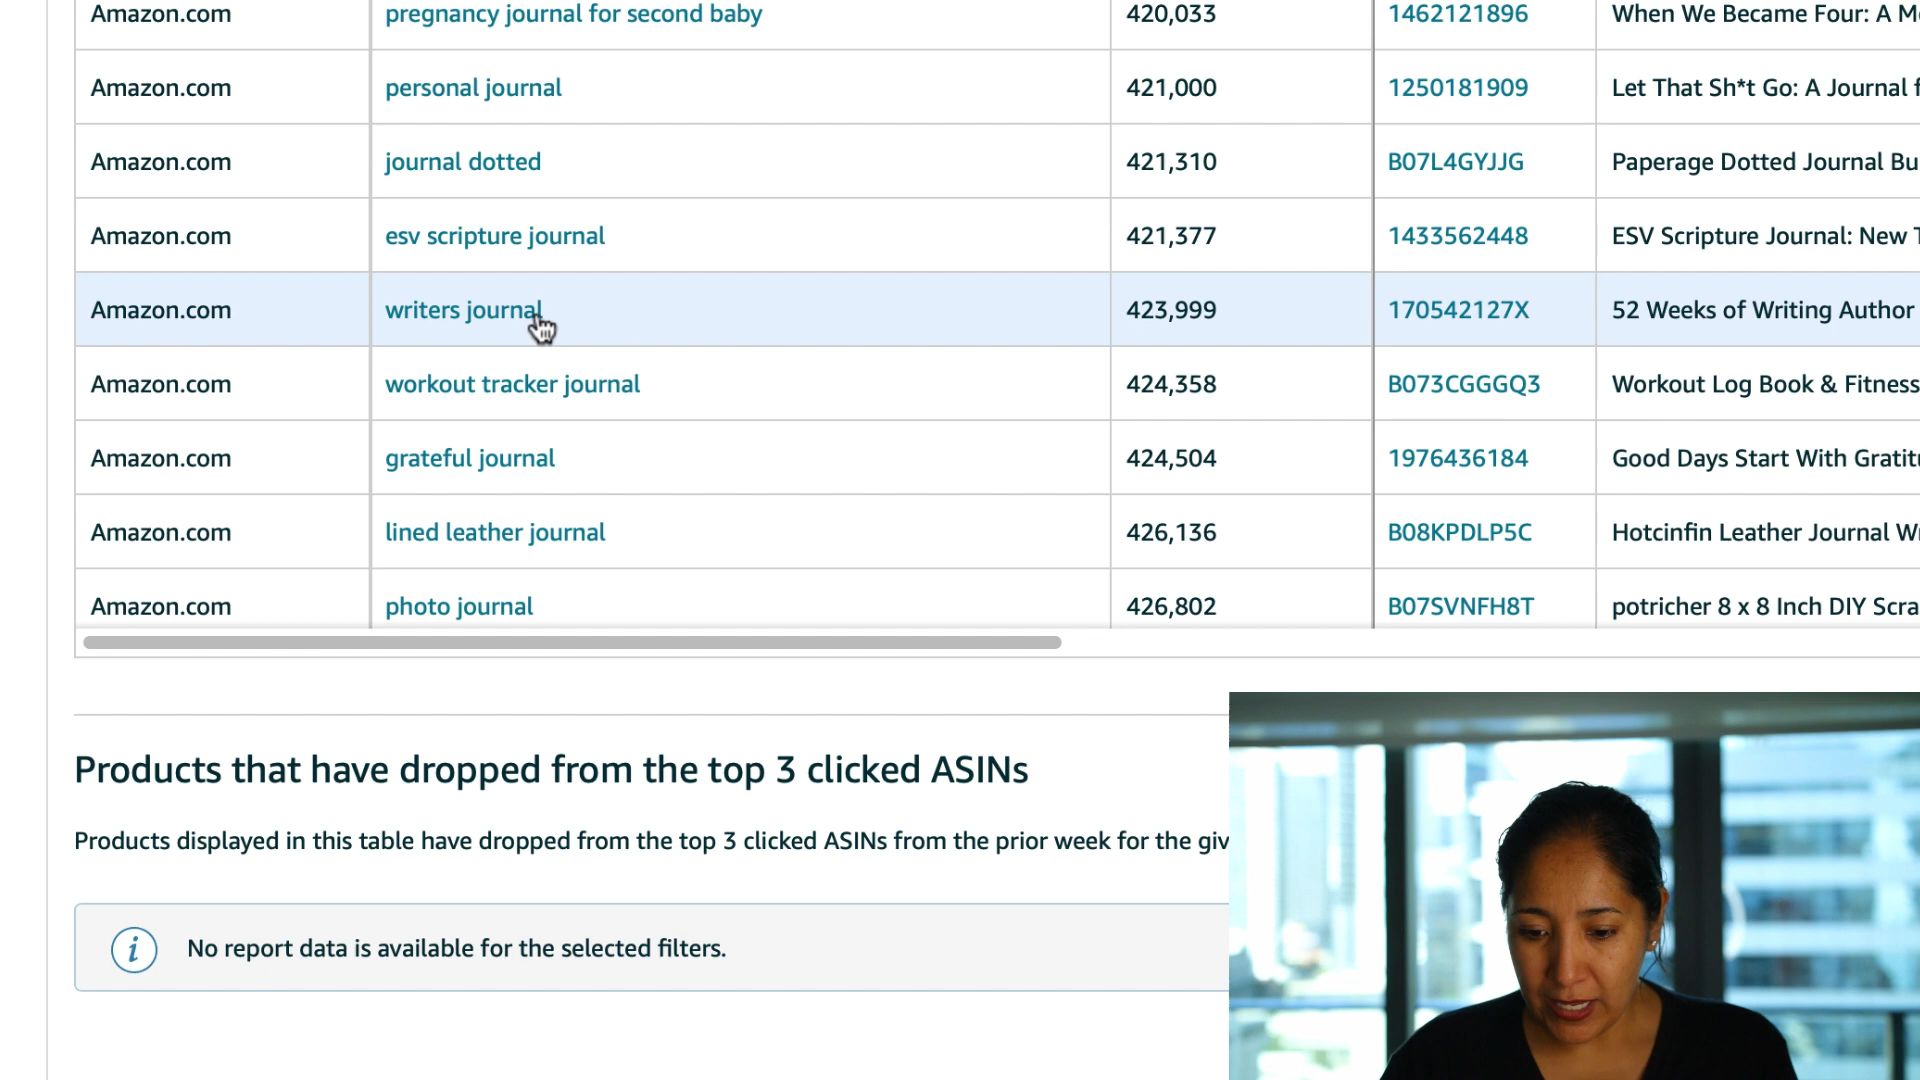 Amazon.com pregnancy journal for second baby 420,033 1462121896 When We Became Four: A M
Amazon.com personal journal 421,000 1250181909 Let That Sh*t Go: A Journal f
Amazon.com journal dotted 421,310 B07L4GYJJG Paperage Dotted Journal Bu
Amazon.com esv scripture journal 421,377 1433562448 ESV Scripture Journal: New T
Amazon.com writers journal 423,999 170542127X 52 Weeks of Writing Author
Amazon.com workout tracker journal 424,358 B073CGGGQ3 Workout Log Book & Fitness
Amazon.com grateful journal 424,504 1976436184 Good Days Start With Gratit
Amazon.com lined leather journal 426,136 B08KPDLP5C Hotcinfin Leather Journal W
Amazon.com photo journal 426,802 B07SVNFH8T potricher 8 x 8 Inch DIY Scra
Products that have dropped from the top 3 clicked ASINs
Products displayed in this table have dropped from the top 3 clicked ASINs from the prior week for the giv
No report data is available for the selected filters.